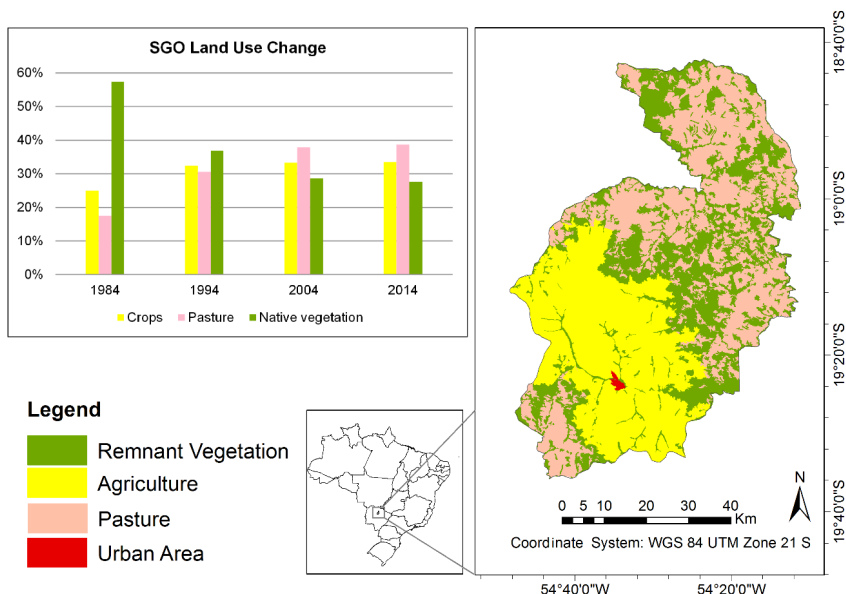 SGO Land Use Change
60%
60%
50%
40%
30%
20%
10%
0%
1984
1994
2004
2014
Crops
Pasture
Native vegetation
Legend
Remnant Vegetation
Agriculture
Pasture
Urban Area
18°40'0"S
19°0'0"S
19°20'0"S
19°40'0"S
N
0 5 10 20 30 40
Km
Coordinate System: WGS 84 UTM Zone 21 S
54°40'0"W
54°20'0"W